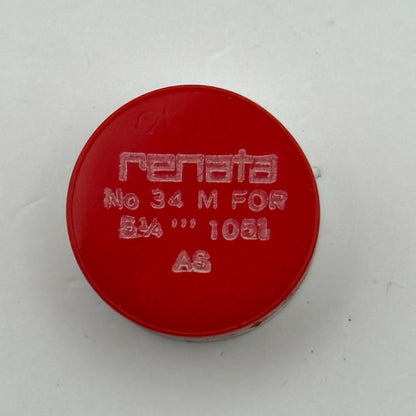 renata
No 34 M FOR
5¼ ''' 1051
AS